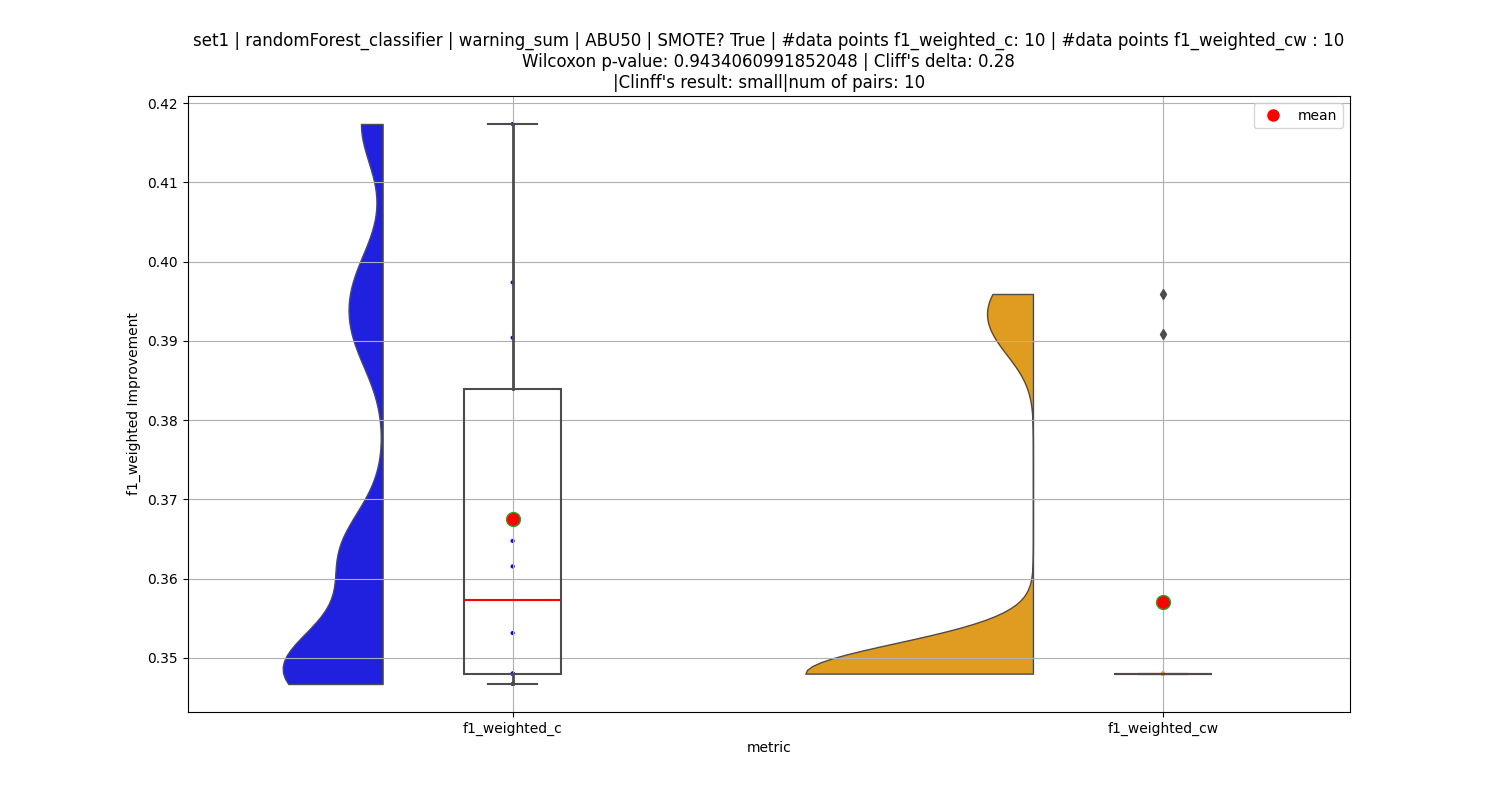 set1 | randomForest_classifier | warning_sum | ABU50 | SMOTE? True | #data points f1_weighted_c: 10 | #data points f1_weighted_cw : 10
Wilcoxon p-value: 0.9434060991852048 | Cliff's delta: 0.28
|Clinff's result: small|num of pairs: 10
mean
0.42
0.41
0.40
0.39
0.38
0.37
0.36
0.35
f1_weighted Improvement
f1_weighted_c
f1_weighted_cw
metric